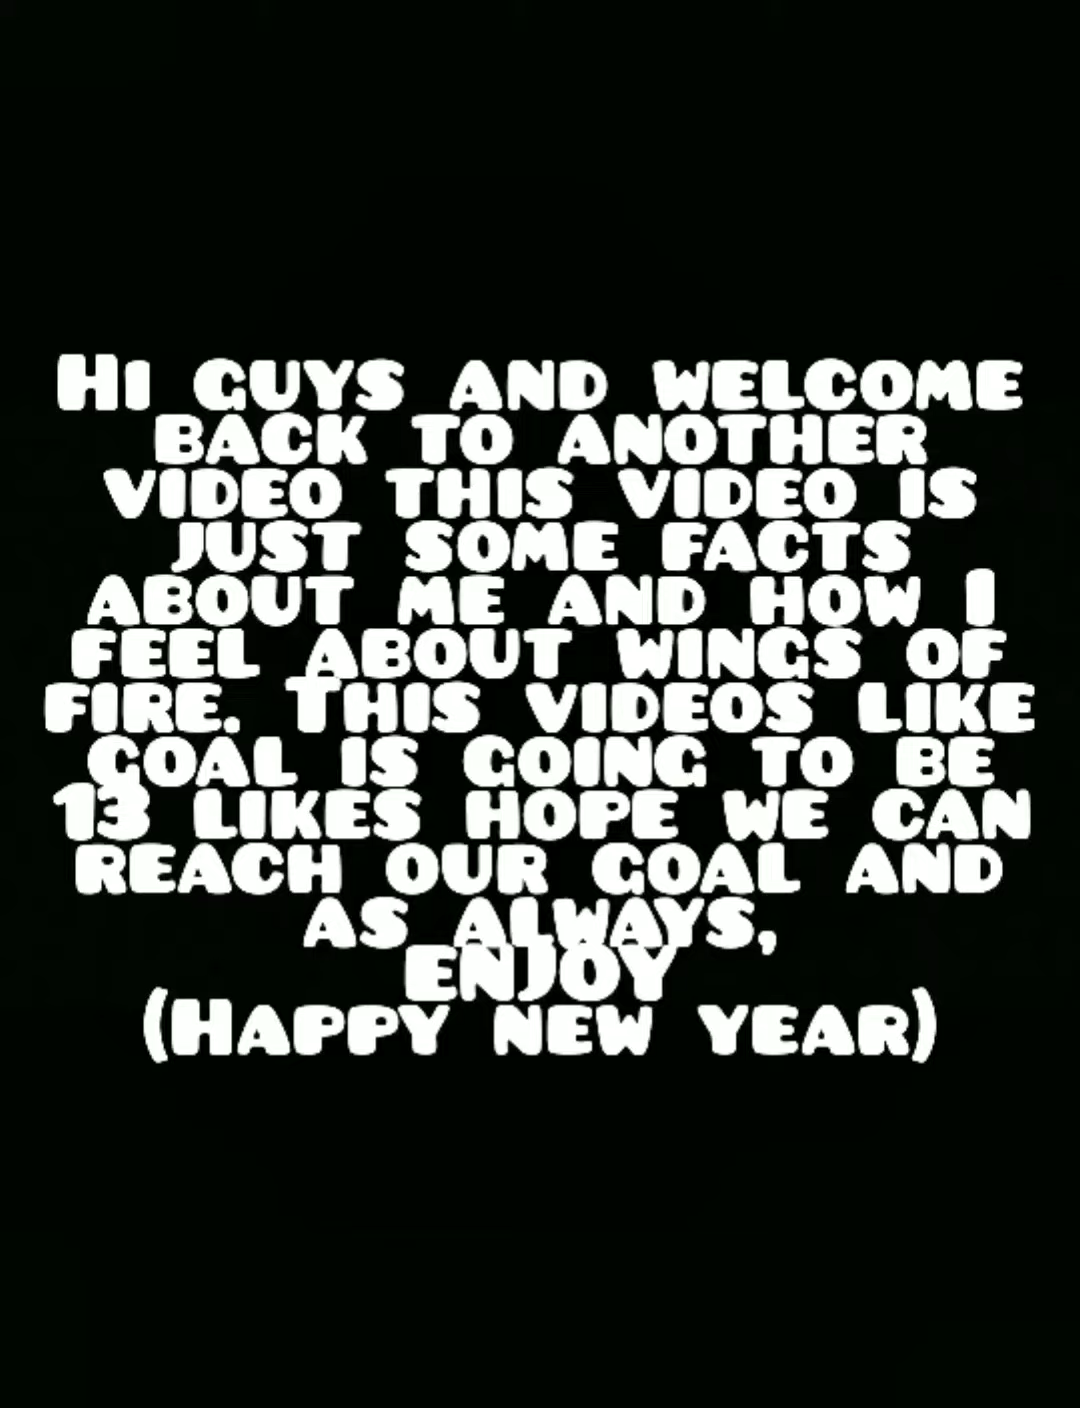 Hi guys and welcome
back to another
video this video is
just some facts
about me and how I
feel about wings of
fire. This videos like
goal is going to be
13 likes hope we can
reach our goal and
as always,
enjoy
(Happy new year)